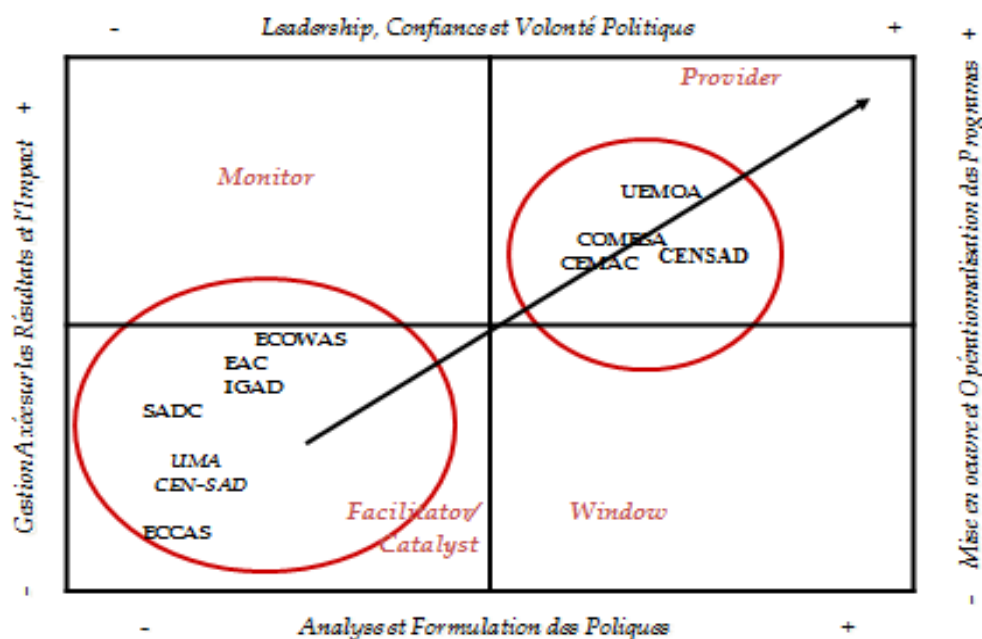 - Leadership, Confiance et Volonté Politique +
Provider
Monitor
UEMOA
COMESA
CENSAD
CEMAC
ECOWAS
EAC
IGAD
SADC
UMA
CEN-SAD
ECCAS
Facilitator/
Catalyst
Window
- Analyse et Formulation des Poliques +
- Gestion Axée sur les Résultats et l'Impact +
- Mise en oeuvre et Opérationnalisation des Programmes +